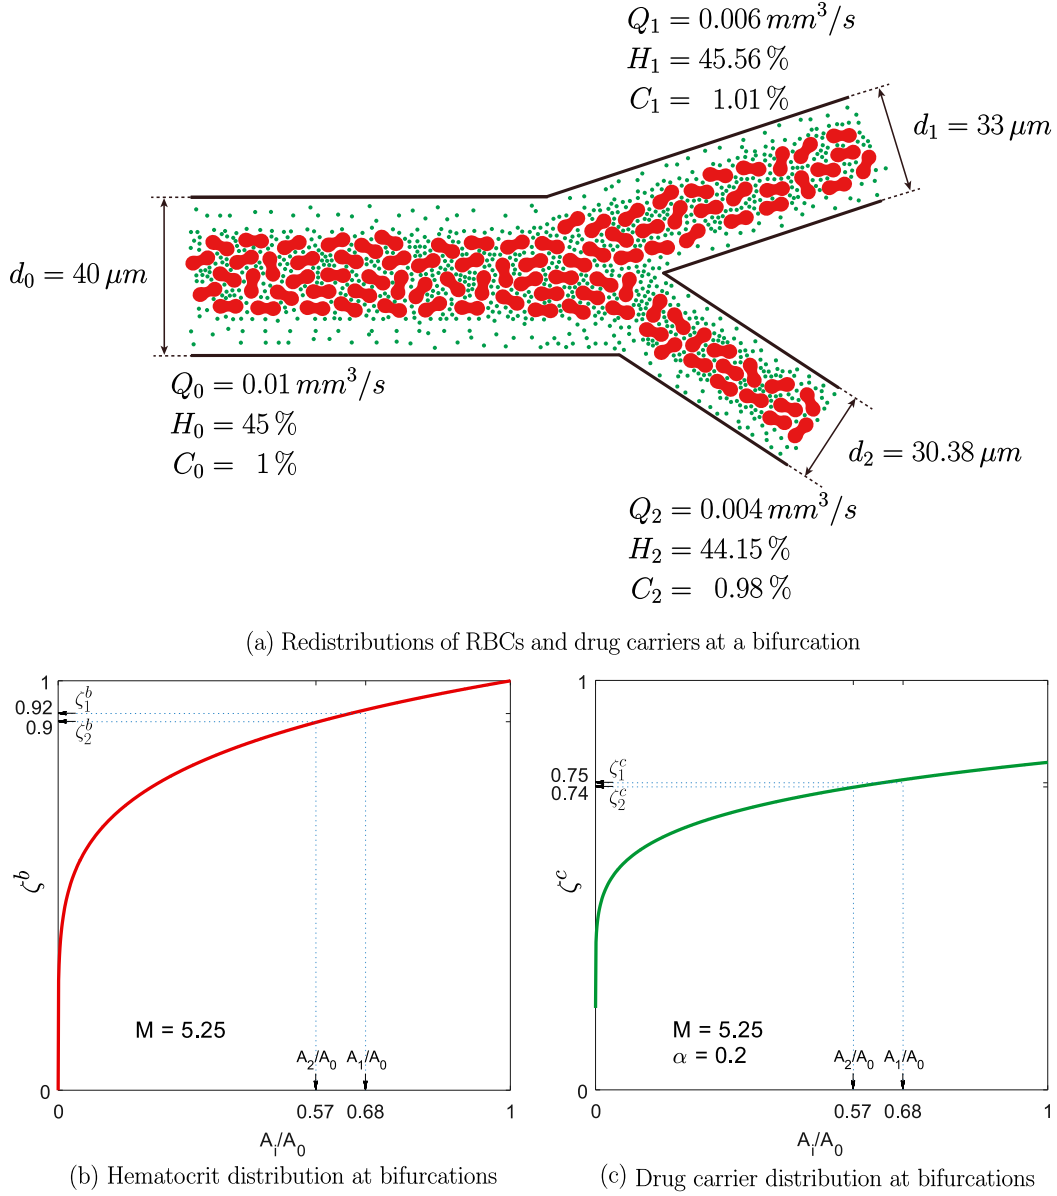 Q₁ = 0.006 mm³/s
H₁ = 45.56 %
C₁ = 1.01 %
d₁ = 33 μm
d₀ = 40 μm
Q₀ = 0.01 mm³/s
H₀ = 45 %
C₀ = 1 %
d₂ = 30.38 μm
Q₂ = 0.004 mm³/s
H₂ = 44.15 %
C₂ = 0.98 %
(a) Redistributions of RBCs and drug carriers at a bifurcation
1
0.92
0.9
ζ₁ᵇ
ζ₂ᵇ
ζᵇ
M = 5.25
A₂/A₀ A₁/A₀
0
0 0.57 0.68 1
Aᵢ/A₀
(b) Hematocrit distribution at bifurcations
1
0.75
0.74
ζ₁ᶜ
ζ₂ᶜ
ζᶜ
M = 5.25
α = 0.2
A₂/A₀ A₁/A₀
0
0 0.57 0.68 1
Aᵢ/A₀
(c) Drug carrier distribution at bifurcations